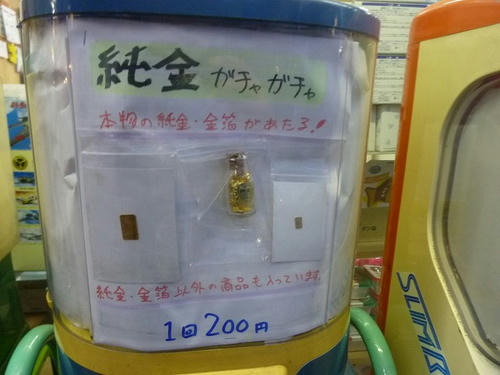 純金 ガチャガチャ
本物の純金・金箔があたる!
純金・金箔以外の商品も入っています。
1回200円
SLIMB